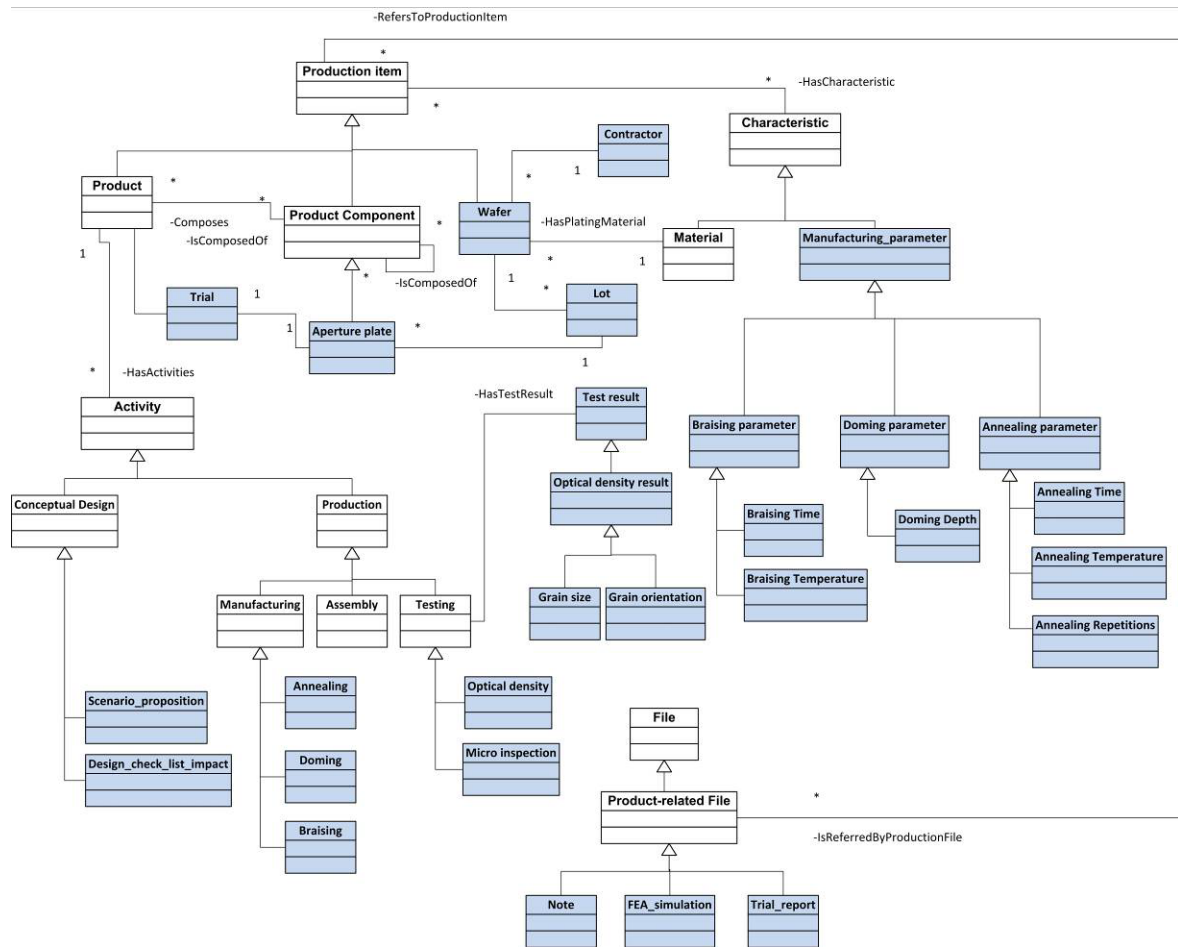 -RefersToProductionItem
*
Production item
*
-HasCharacteristic
*
Characteristic
Contractor
*
1
Product
*
*
*
Product Component
*
Wafer
-Composes
-IsComposedOf
-HasPlatingMaterial
Material
Manufacturing_parameter
1
*
1
*
-IsComposedOf
1
*
Lot
Trial
1
1
Aperture plate
*
1
*
-HasActivities
Activity
-HasTestResult
Test result
Braising parameter
Doming parameter
Annealing parameter
Optical density result
Conceptual Design
Production
Annealing Time
Braising Time
Doming Depth
Annealing Temperature
Braising Temperature
Manufacturing
Assembly
Testing
Grain size
Grain orientation
Annealing Repetitions
Annealing
Optical density
Scenario_proposition
File
Doming
Micro inspection
Design_check_list_impact
Product-related File
*
Braising
-IsReferredByProductionFile
Note
FEA_simulation
Trial_report